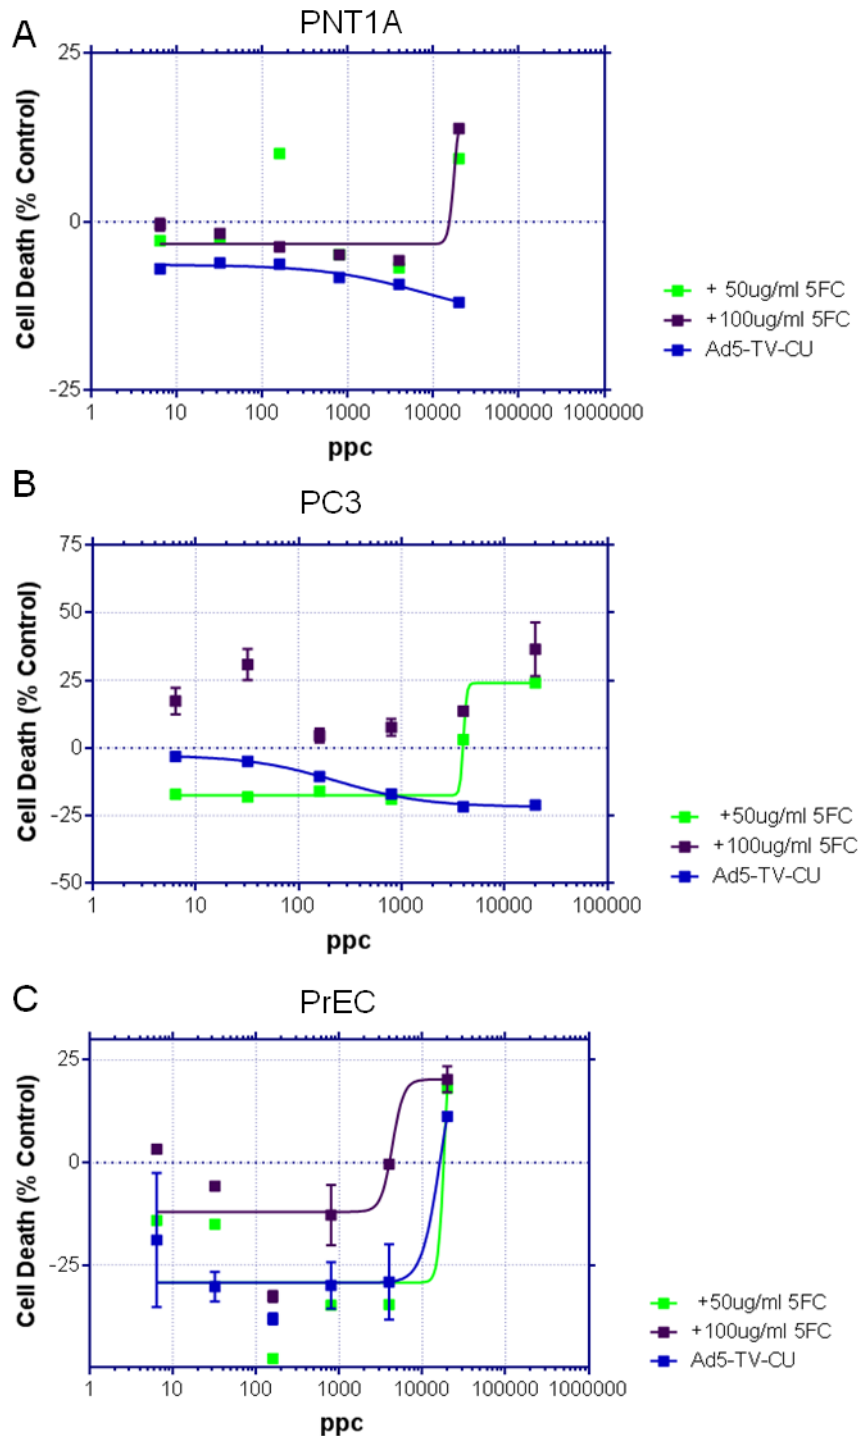 A
PNT1A
25
0
-25
Cell Death (% Control)
1 10 100 1000 10000 100000 1000000
ppc
+ 50ug/ml 5FC
+100ug/ml 5FC
Ad5-TV-CU
B
PC3
75
50
25
0
-25
-50
Cell Death (% Control)
1 10 100 1000 10000 100000
ppc
+50ug/ml 5FC
+100ug/ml 5FC
Ad5-TV-CU
C
PrEC
25
0
-25
Cell Death (% Control)
1 10 100 1000 10000 100000 1000000
ppc
+50ug/ml 5FC
+100ug/ml 5FC
Ad5-TV-CU